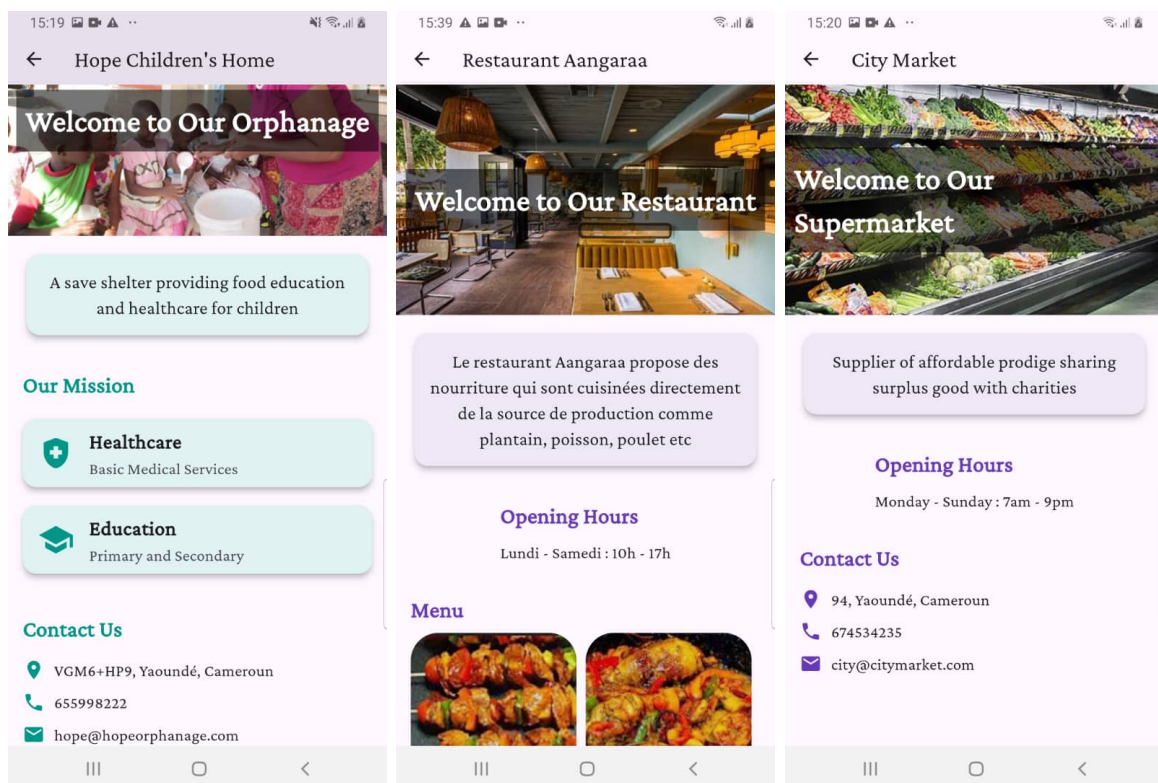 15:19
Hope Children's Home
Welcome to Our Orphanage
A save shelter providing food education
and healthcare for children
Our Mission
Healthcare
Basic Medical Services
Education
Primary and Secondary
Contact Us
VGM6+HP9, Yaoundé, Cameroun
655998222
hope@hopeorphanage.com
15:39
Restaurant Aangaraa
Welcome to Our Restaurant
Le restaurant Aangaraa propose des
nourriture qui sont cuisinées directement
de la source de production comme
plantain, poisson, poulet etc
Opening Hours
Lundi - Samedi : 10h - 17h
Menu
15:20
City Market
Welcome to Our
Supermarket
Supplier of affordable prodige sharing
surplus good with charities
Opening Hours
Monday - Sunday : 7am - 9pm
Contact Us
94, Yaoundé, Cameroun
674534235
city@citymarket.com